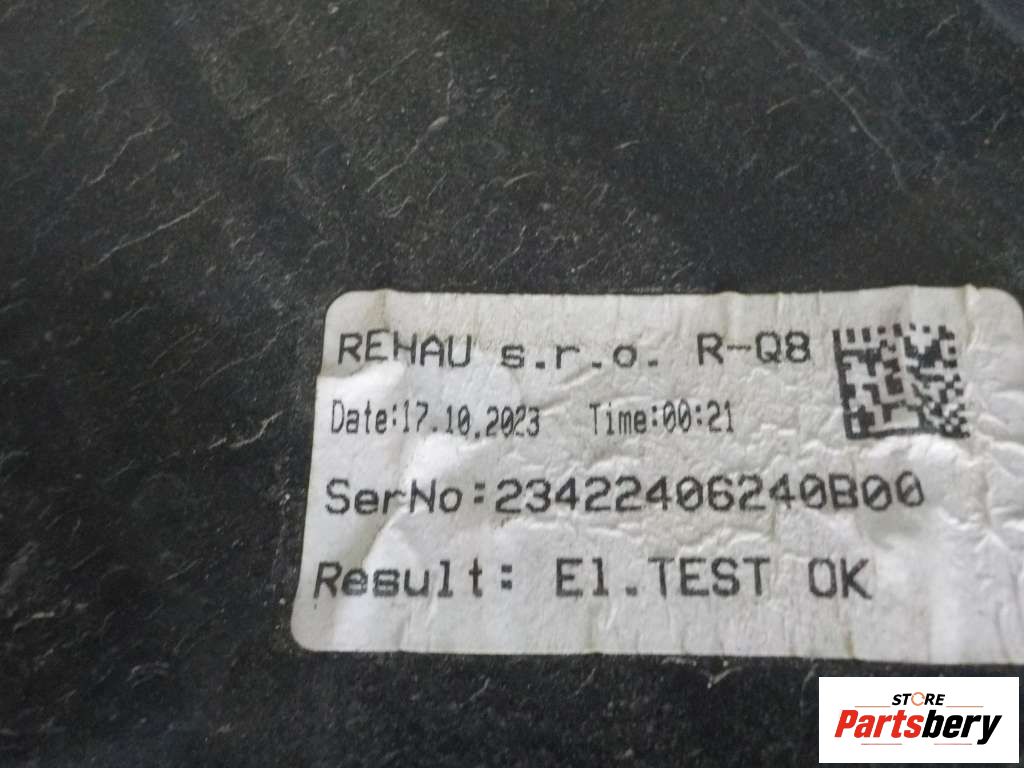 REHAU s.r.o. R-Q8
Date:17.10.2023 Time:00:21
SerNo:23422406240B00
Result: El.TEST OK
STORE
Partsbery